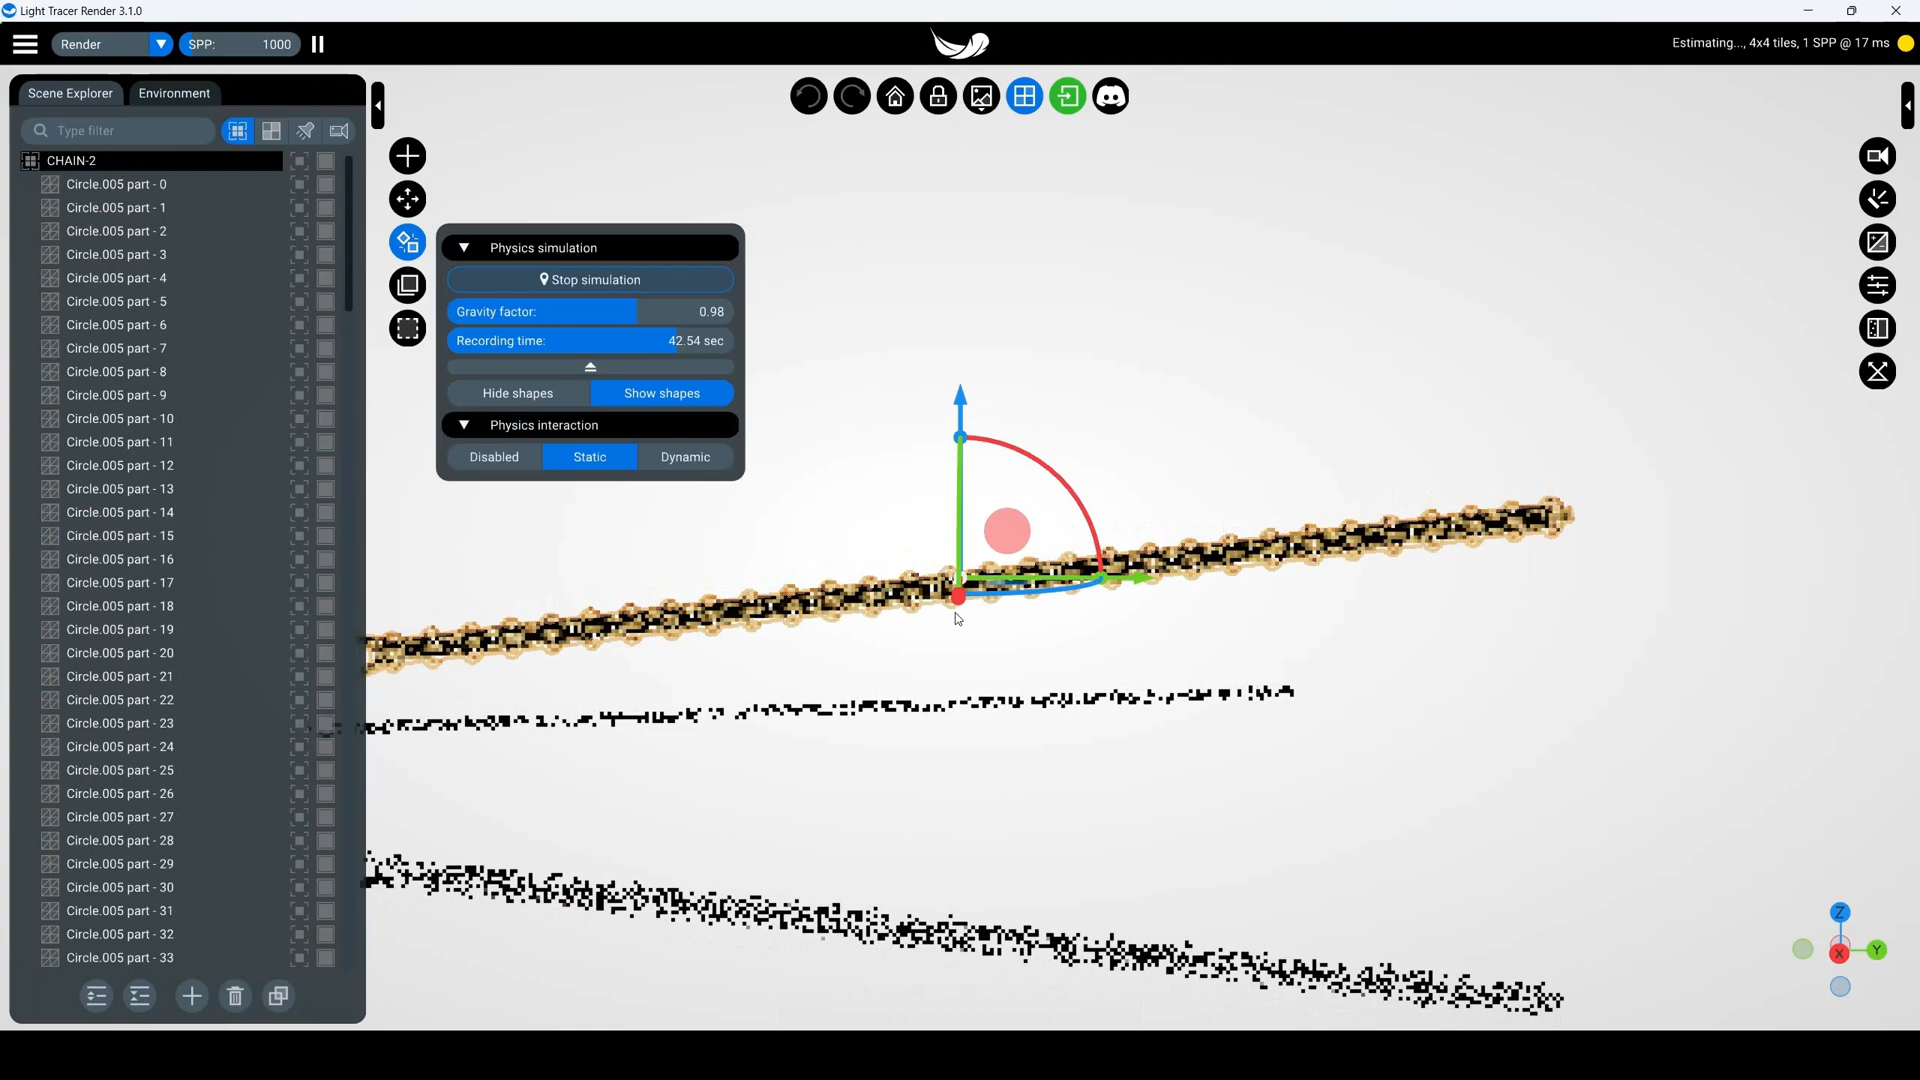 Light Tracer Render 3.1.0
Render
SPP: 1000
Estimating..., 4x4 tiles, 1 SPP @ 17 ms
Scene Explorer
Environment
Type filter
CHAIN-2
Circle.005 part - 0
Circle.005 part - 1
Circle.005 part - 2
Circle.005 part - 3
Circle.005 part - 4
Circle.005 part - 5
Circle.005 part - 6
Circle.005 part - 7
Circle.005 part - 8
Circle.005 part - 9
Circle.005 part - 10
Circle.005 part - 11
Circle.005 part - 12
Circle.005 part - 13
Circle.005 part - 14
Circle.005 part - 15
Circle.005 part - 16
Circle.005 part - 17
Circle.005 part - 18
Circle.005 part - 19
Circle.005 part - 20
Circle.005 part - 21
Circle.005 part - 22
Circle.005 part - 23
Circle.005 part - 24
Circle.005 part - 25
Circle.005 part - 26
Circle.005 part - 27
Circle.005 part - 28
Circle.005 part - 29
Circle.005 part - 30
Circle.005 part - 31
Circle.005 part - 32
Circle.005 part - 33
Physics simulation
Stop simulation
Gravity factor: 0.98
Recording time: 42.54 sec
Hide shapes
Show shapes
Physics interaction
Disabled
Static
Dynamic
Z
X
Y